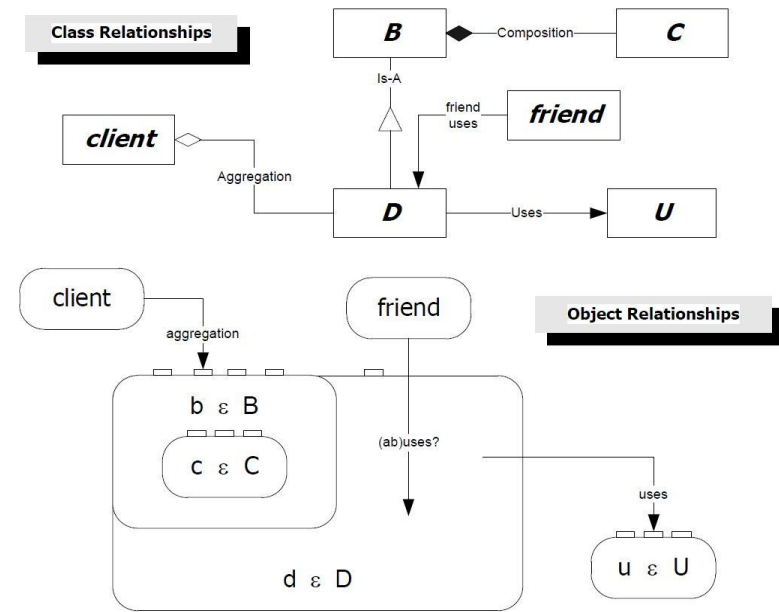 Class Relationships
B
Composition
C
Is-A
client
friend
uses
friend
Aggregation
D
Uses
U
client
friend
Object Relationships
aggregation
b ε B
(ab)uses?
c ε C
uses
d ε D
u ε U